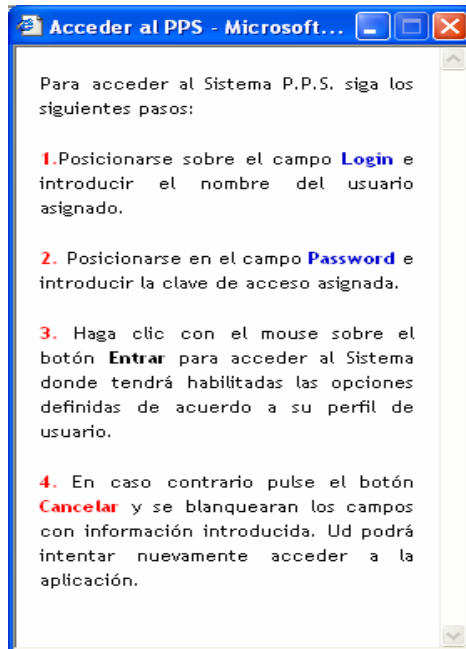 Acceder al PPS - Microsoft...
Para acceder al Sistema P.P.S. siga los
siguientes pasos:
1.Posicionarse sobre el campo Login e
introducir el nombre del usuario
asignado.
2. Posicionarse en el campo Password e
introducir la clave de acceso asignada.
3. Haga clic con el mouse sobre el
botón Entrar para acceder al Sistema
donde tendrá habilitadas las opciones
definidas de acuerdo a su perfil de
usuario.
4. En caso contrario pulse el botón
Cancelar y se blanquearan los campos
con información introducida. Ud podrá
intentar nuevamente acceder a la
aplicación.